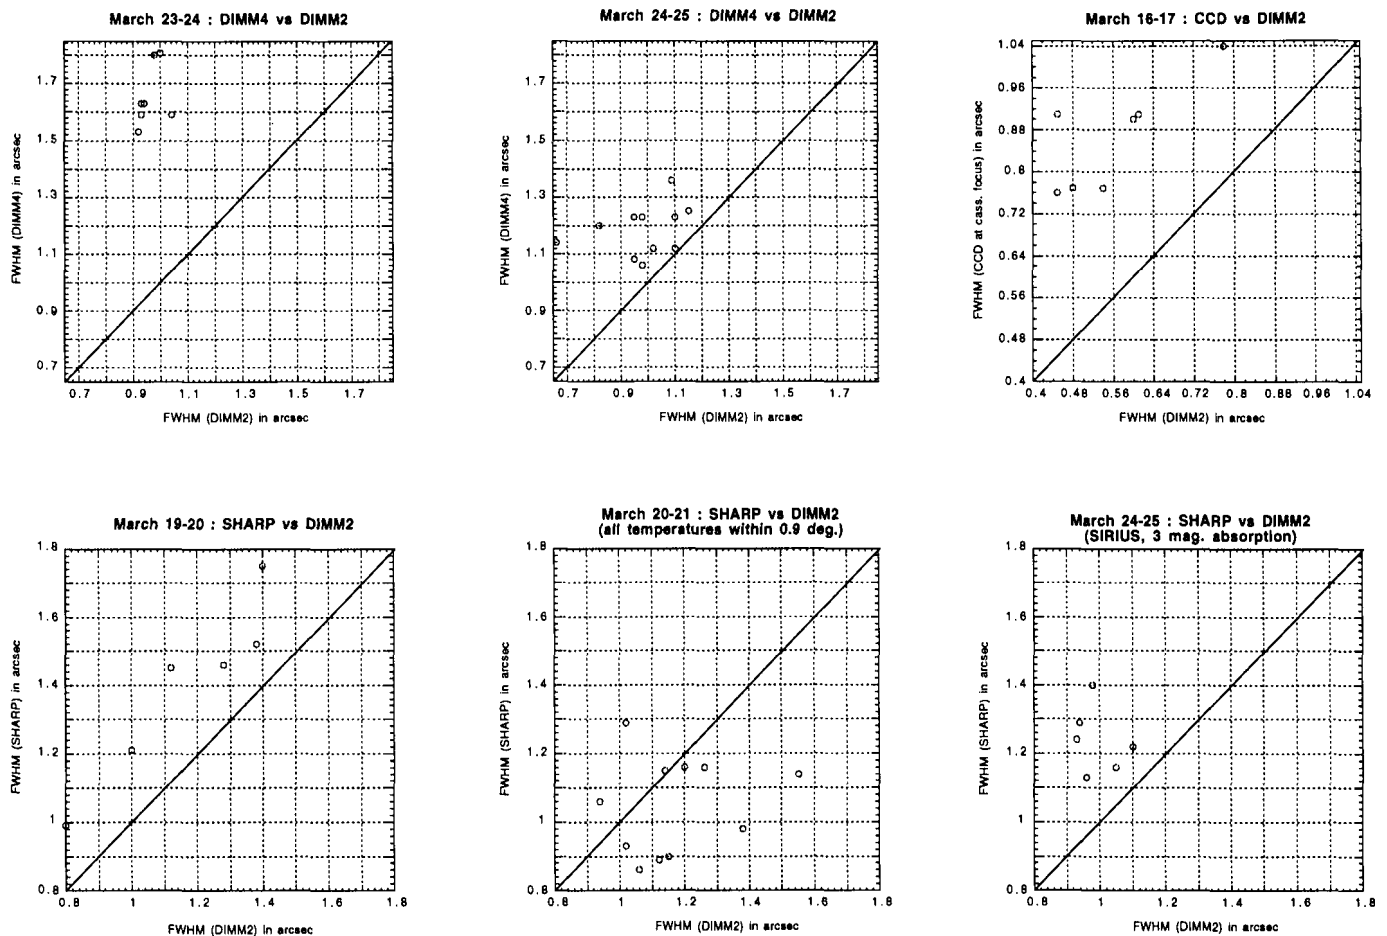 March 23-24 : DIMM4 vs DIMM2
FWHM (DIMM4) in arcsec
1.7
1.5
1.3
1.1
0.9
0.7
0.7 0.9 1.1 1.3 1.5 1.7
FWHM (DIMM2) in arcsec
March 24-25 : DIMM4 vs DIMM2
FWHM (DIMM4) in arcsec
1.7
1.5
1.3
1.1
0.9
0.7
0.7 0.9 1.1 1.3 1.5 1.7
FWHM (DIMM2) in arcsec
March 16-17 : CCD vs DIMM2
FWHM (CCD at cass. focus) in arcsec
1.04
0.96
0.88
0.8
0.72
0.64
0.56
0.48
0.4
0.4 0.48 0.56 0.64 0.72 0.8 0.88 0.96 1.04
FWHM (DIMM2) in arcsec
March 19-20 : SHARP vs DIMM2
FWHM (SHARP) in arcsec
1.8
1.6
1.4
1.2
1
0.8
0.8 1 1.2 1.4 1.6 1.8
FWHM (DIMM2) in arcsec
March 20-21 : SHARP vs DIMM2
(all temperatures within 0.9 deg.)
FWHM (SHARP) in arcsec
1.8
1.6
1.4
1.2
1
0.8
0.8 1 1.2 1.4 1.6 1.8
FWHM (DIMM2) in arcsec
March 24-25 : SHARP vs DIMM2
(SIRIUS, 3 mag. absorption)
FWHM (SHARP) in arcsec
1.8
1.6
1.4
1.2
1
0.8
0.8 1 1.2 1.4 1.6 1.8
FWHM (DIMM2) in arcsec